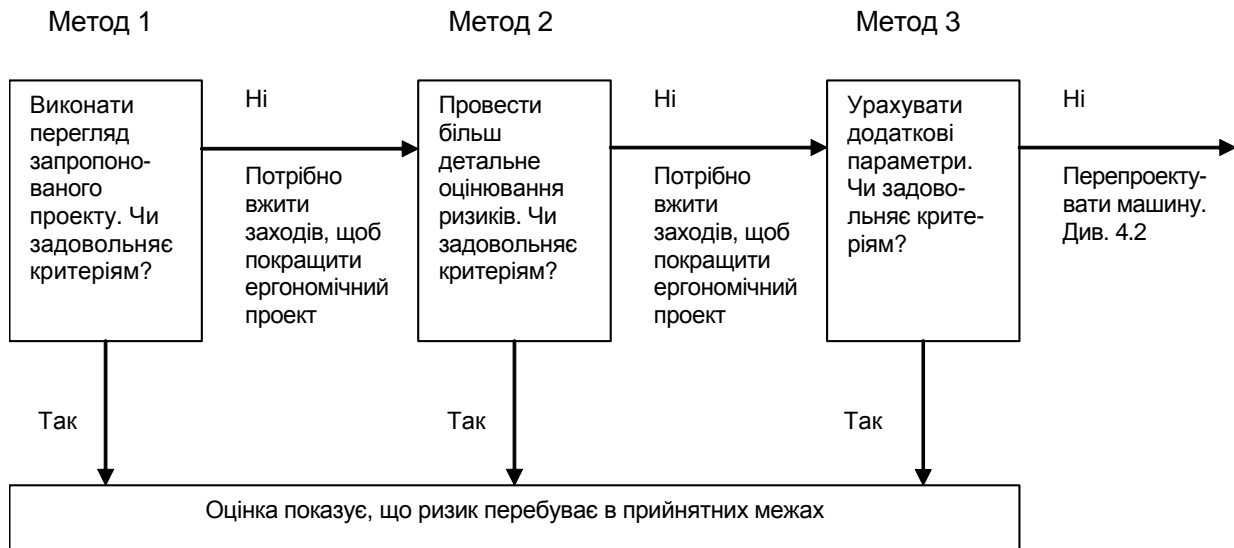 Метод 1
Метод 2
Метод 3
Виконати
перегляд
запропоно-
ваного
проекту. Чи
задовольняє
критеріям?
Ні
Потрібно
вжити
заходів, щоб
покращити
ергономічний
проект
Провести
більш
детальне
оцінювання
ризиків. Чи
задовольняє
критеріям?
Ні
Потрібно
вжити
заходів, щоб
покращити
ергономічний
проект
Урахувати
додаткові
параметри.
Чи задово-
льняє крите-
ріям?
Ні
Перепроекту-
вати машину.
Див. 4.2
Так
Так
Так
Оцінка показує, що ризик перебуває в прийнятних межах